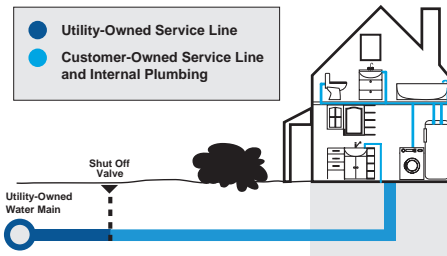 Utility-Owned Service Line
Customer-Owned Service Line
and Internal Plumbing
Shut Off
Valve
Utility-Owned
Water Main